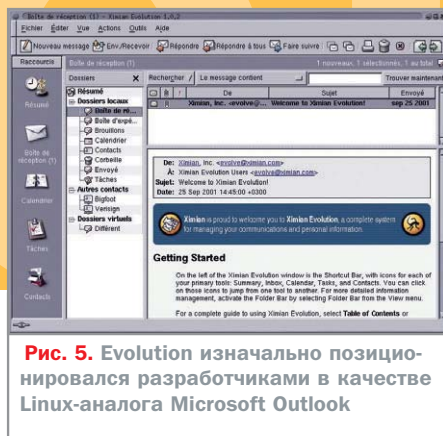 Boîte de réception (1) - Ximian Evolution 1.0.2
Fichier Éditer Vue Actions Outils Aide
Nouveau message Env./Recevoir Répondre Répondre à tous Faire suivre
Raccourcis Boîte de réception (1) 1 nouveaux, 1 sélectionnés, 1 au total
Dossiers Rechercher Le message contient Trouver maintenant
De Sujet Envoyé
Ximian, Inc. <evolve@... Welcome to Ximian Evolution! sep 25 2001
Résumé
Boîte de réception (1)
Calendrier
Tâches
Contacts
Résumé
Dossiers locaux
Boîte de ré...
Boîte d'expé...
Brouillons
Calendrier
Contacts
Corbeille
Envoyé
Tâches
Autres contacts
Bigfoot
Verisign
Dossiers virtuels
Différent
De: Ximian, Inc. <evolve@ximian.com>
À: Ximian Evolution Users <evolve@ximian.com>
Sujet: Welcome to Ximian Evolution!
Date: 25 Sep 2001 14:45:00 +0300
Ximian is proud to welcome you to Ximian Evolution, a complete system
for managing your communications and personal information.
Getting Started
On the left of the Ximian Evolution window is the Shortcut Bar, with icons for each of
your primary tools: Summary, Inbox, Calendar, Tasks, and Contacts. You can click
on those icons to jump from one tool to another. For more detailed information
management, activate the Folder Bar by selecting Folder Bar from the View menu.
For a complete guide to using Ximian Evolution, select Table of Contents or
Рис. 5. Evolution изначально позицио-
нировался разработчиками в качестве
Linux-аналога Microsoft Outlook